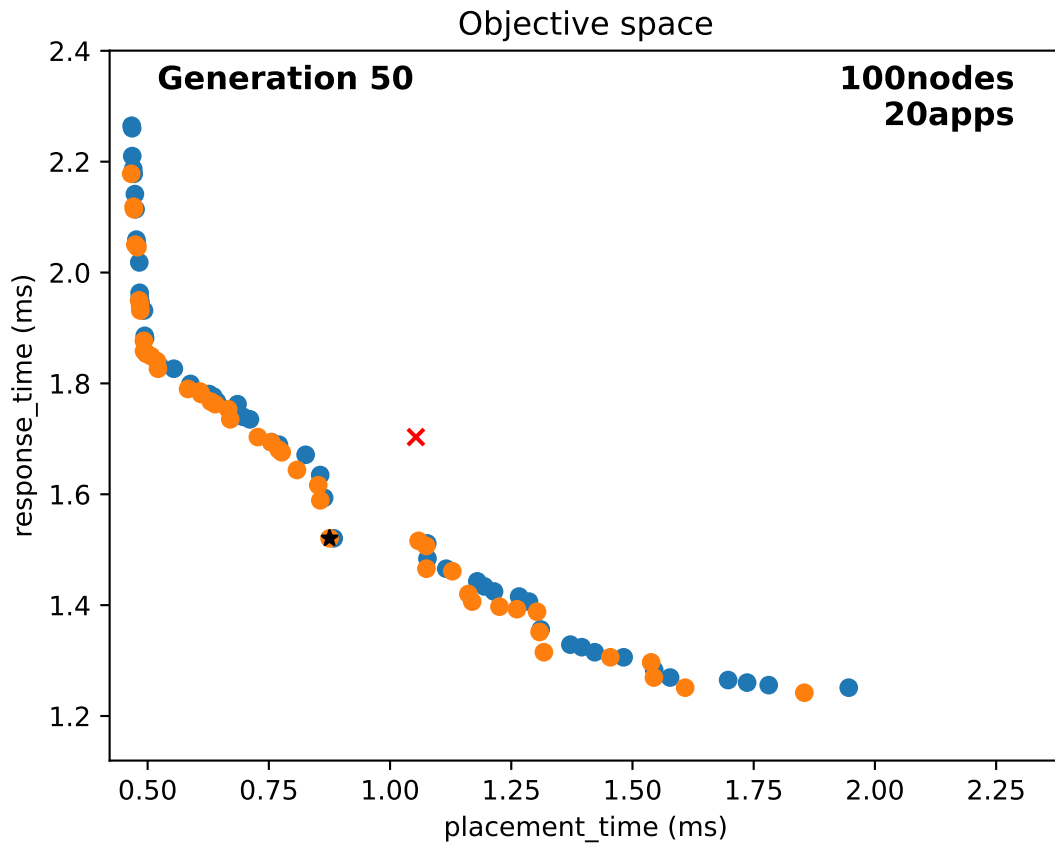 Objective space
Generation 50
100nodes
20apps
response_time (ms)
2.4
2.2
2.0
1.8
1.6
1.4
1.2
0.50 0.75 1.00 1.25 1.50 1.75 2.00 2.25
placement_time (ms)